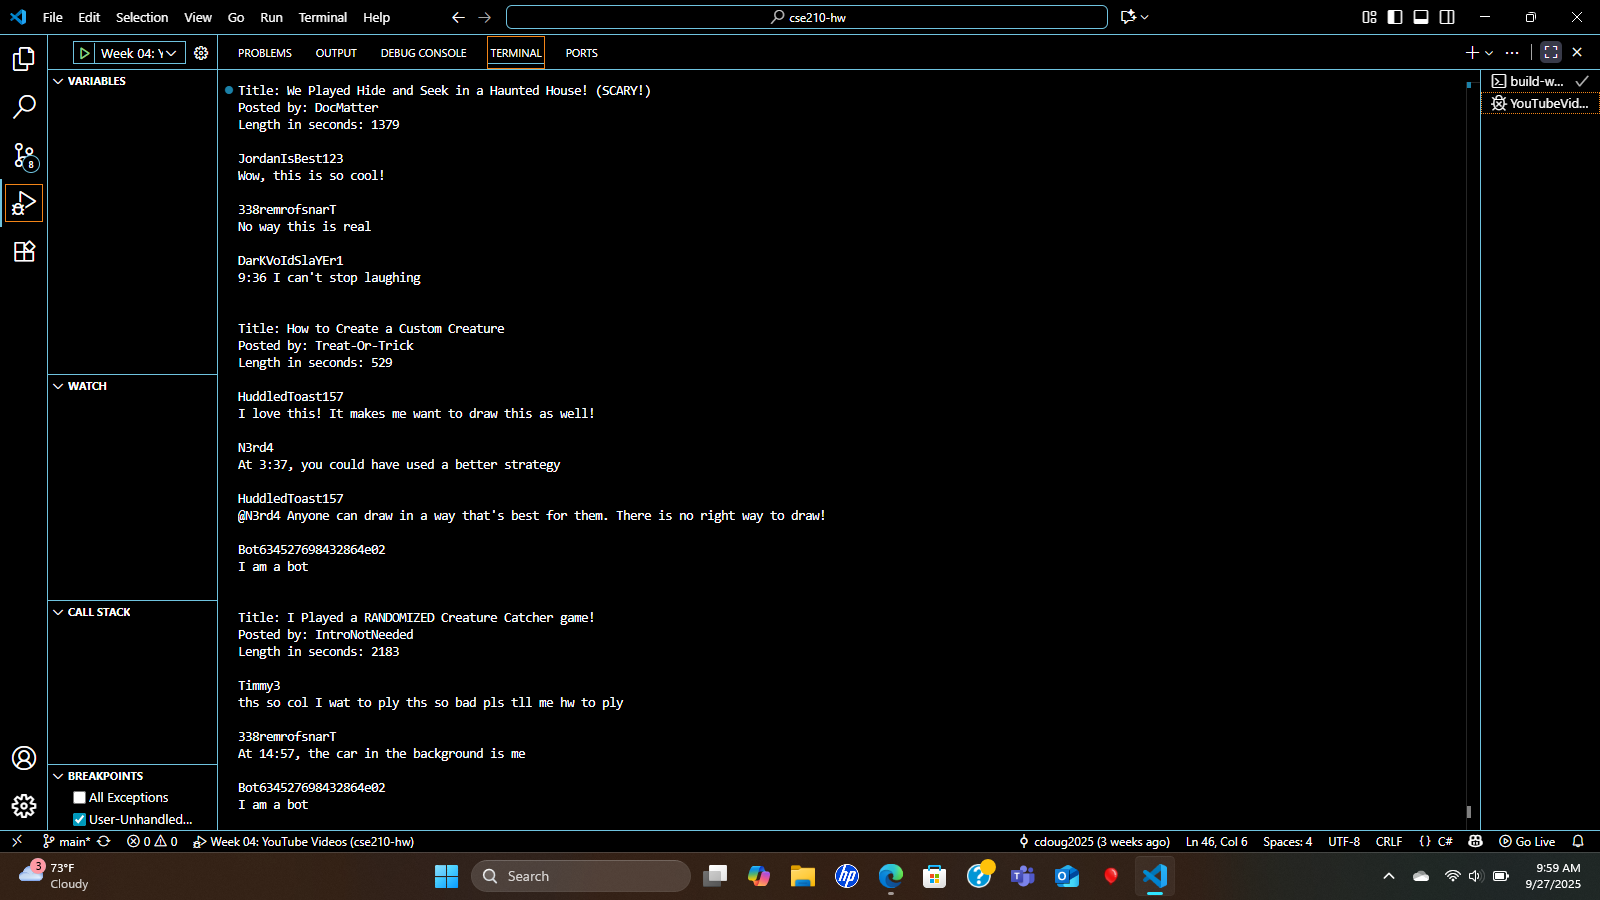 File Edit Selection View Go Run Terminal Help
cse210-hw
Week 04: Y
PROBLEMS OUTPUT DEBUG CONSOLE TERMINAL PORTS
VARIABLES
WATCH
CALL STACK
BREAKPOINTS
All Exceptions
User-Unhandled...
8
Title: We Played Hide and Seek in a Haunted House! (SCARY!)
Posted by: DocMatter
Length in seconds: 1379
JordanIsBest123
Wow, this is so cool!
338remrofsnarT
No way this is real
DarKVoIdSlaYEr1
9:36 I can't stop laughing
Title: How to Create a Custom Creature
Posted by: Treat-Or-Trick
Length in seconds: 529
HuddledToast157
I love this! It makes me want to draw this as well!
N3rd4
At 3:37, you could have used a better strategy
HuddledToast157
@N3rd4 Anyone can draw in a way that's best for them. There is no right way to draw!
Bot634527698432864e02
I am a bot
Title: I Played a RANDOMIZED Creature Catcher game!
Posted by: IntroNotNeeded
Length in seconds: 2183
Timmy3
ths so col I wat to ply ths so bad pls tll me hw to ply
338remrofsnarT
At 14:57, the car in the background is me
Bot634527698432864e02
I am a bot
build-w...
YouTubeVid...
main* 0 0 Week 04: YouTube Videos (cse210-hw) cdoug2025 (3 weeks ago) Ln 46, Col 6 Spaces: 4 UTF-8 CRLF {} C# Go Live
3
73°F
Cloudy
Search
hp
9:59 AM
9/27/2025